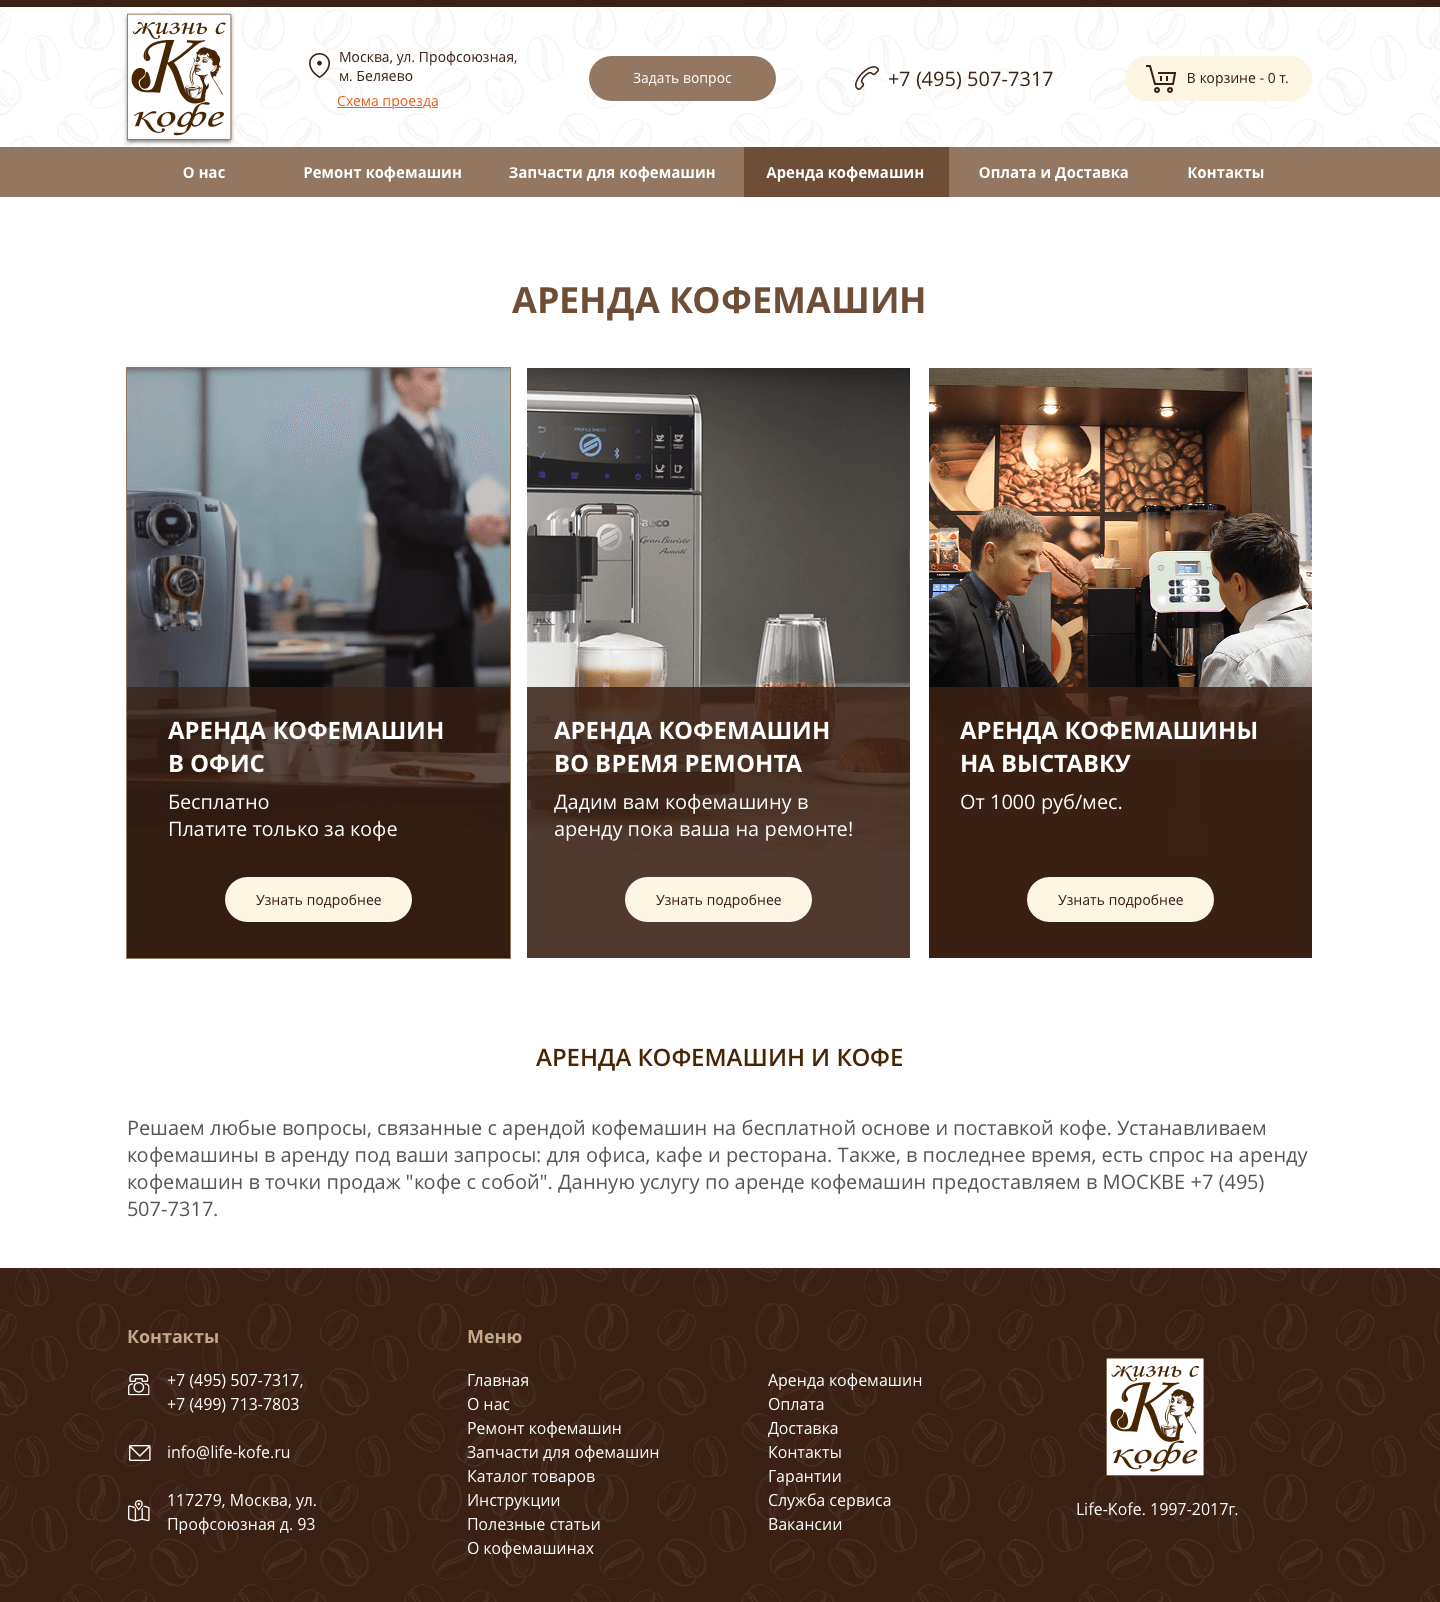 жизнь с
К
кофе
Москва, ул. Профсоюзная,
м. Беляево
Схема проезда
Задать вопрос
+7 (495) 507-7317
В корзине - 0 т.
О нас
Ремонт кофемашин
Запчасти для кофемашин
Аренда кофемашин
Оплата и Доставка
Контакты
АРЕНДА КОФЕМАШИН
АРЕНДА КОФЕМАШИН
В ОФИС
Бесплатно
Платите только за кофе
Узнать подробнее
PROFILE SAECO
saeco
GranBaristo
Avanti
MAX
АРЕНДА КОФЕМАШИН
ВО ВРЕМЯ РЕМОНТА
Дадим вам кофемашину в
аренду пока ваша на ремонте!
Узнать подробнее
АРЕНДА КОФЕМАШИНЫ
НА ВЫСТАВКУ
От 1000 руб/мес.
Узнать подробнее
АРЕНДА КОФЕМАШИН И КОФЕ
Решаем любые вопросы, связанные с арендой кофемашин на бесплатной основе и поставкой кофе. Устанавливаем
кофемашины в аренду под ваши запросы: для офиса, кафе и ресторана. Также, в последнее время, есть спрос на аренду
кофемашин в точки продаж "кофе с собой". Данную услугу по аренде кофемашин предоставляем в МОСКВЕ +7 (495)
507-7317.
Контакты
+7 (495) 507-7317,
+7 (499) 713-7803
info@life-kofe.ru
117279, Москва, ул.
Профсоюзная д. 93
Меню
Главная
О нас
Ремонт кофемашин
Запчасти для офемашин
Каталог товаров
Инструкции
Полезные статьи
О кофемашинах
Аренда кофемашин
Оплата
Доставка
Контакты
Гарантии
Служба сервиса
Вакансии
жизнь с
К
кофе
Life-Kofe. 1997-2017г.